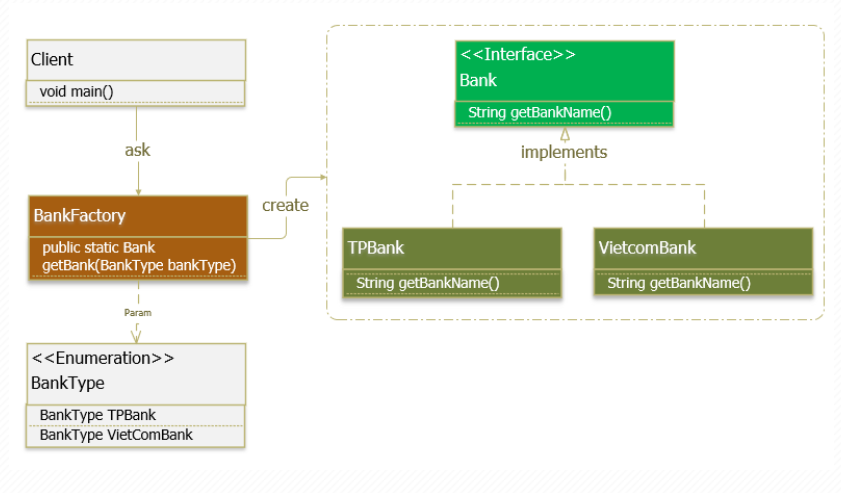 Client
void main()
ask
BankFactory
public static Bank
getBank(BankType bankType)
create
Param
<<Enumeration>>
BankType
BankType TPBank
BankType VietComBank
<<Interface>>
Bank
String getBankName()
implements
TPBank
String getBankName()
VietcomBank
String getBankName()